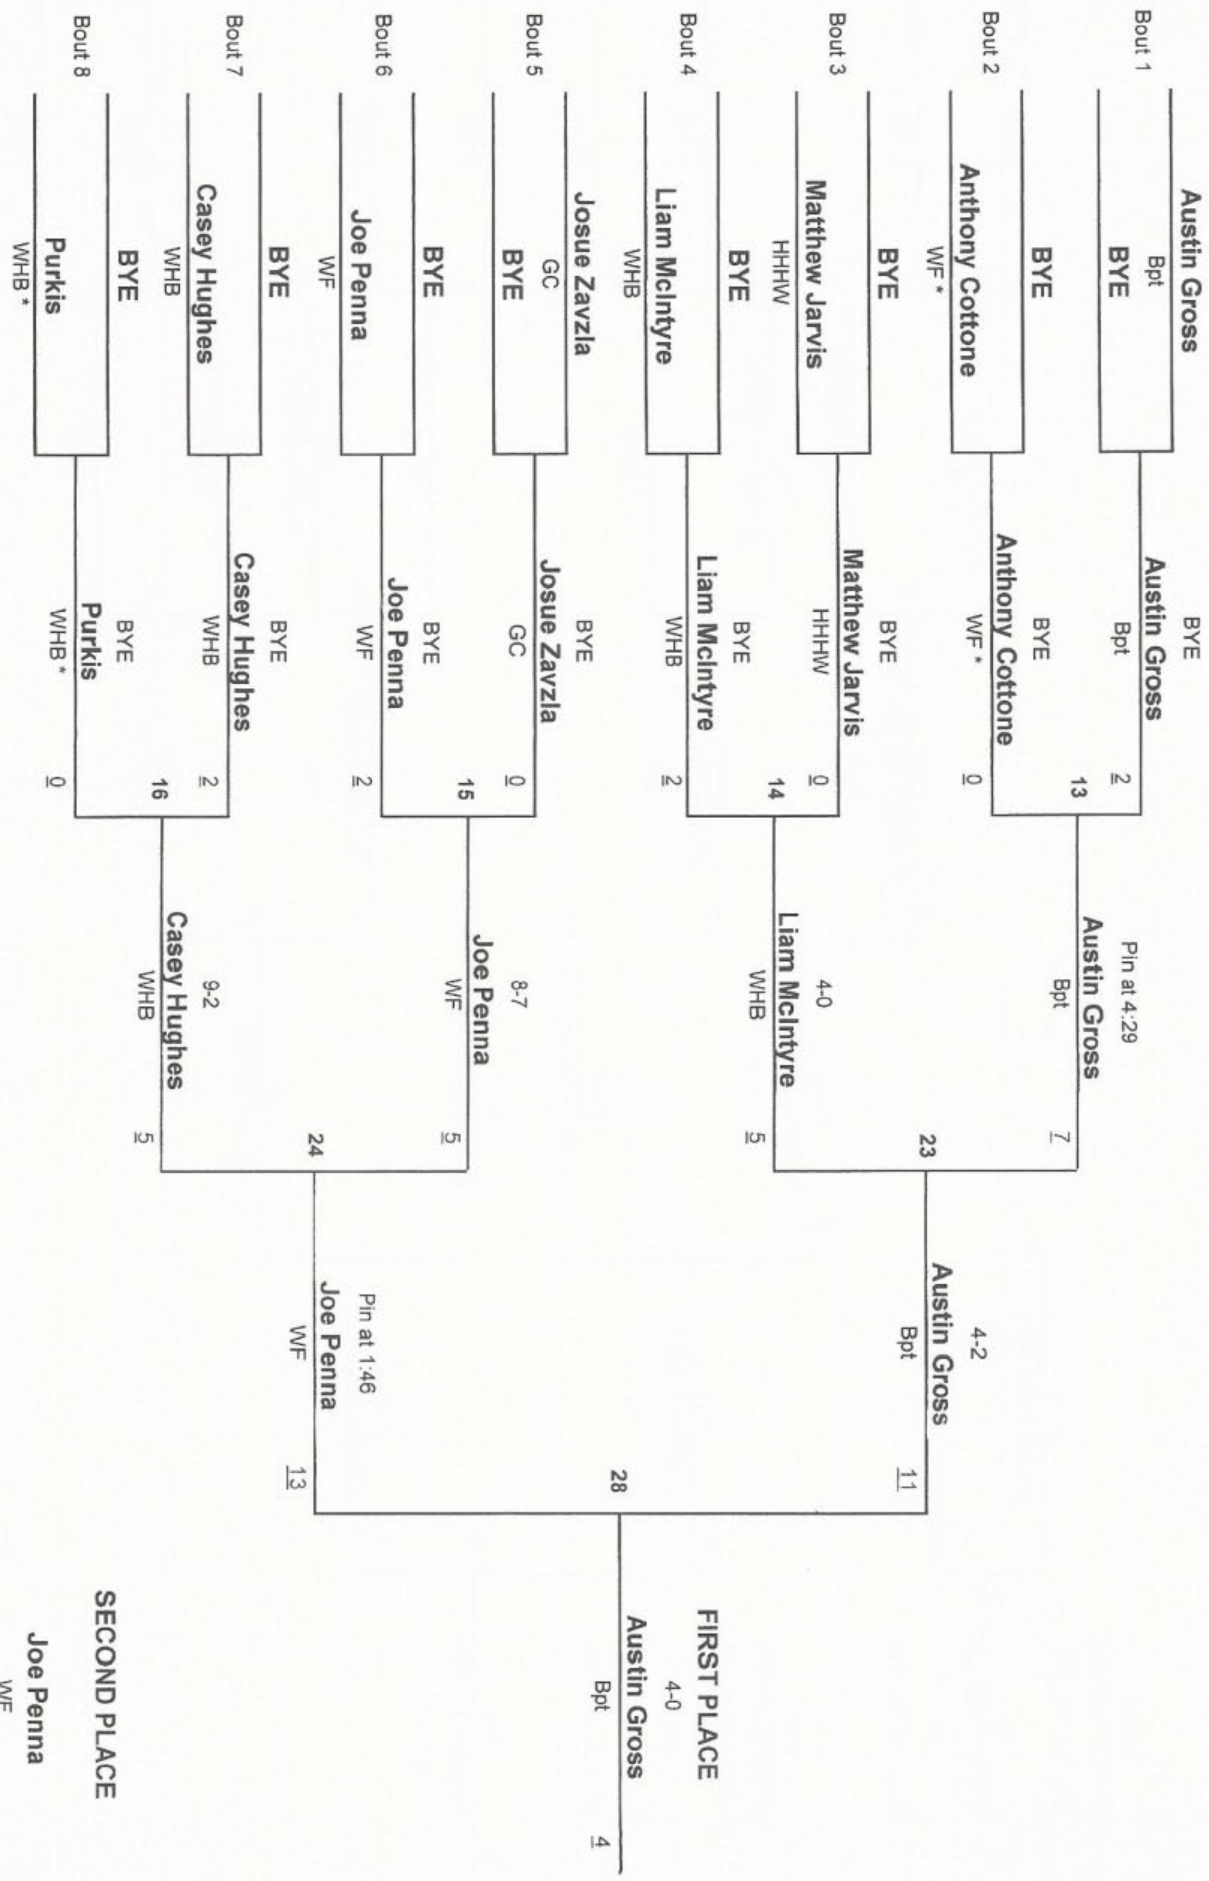 Austin Gross
Bpt
Bout 1
BYE
BYE
Bout 2
Anthony Cottone
WF *
BYE
Bout 3
Matthew Jarvis
HHHW
BYE
Bout 4
Liam McIntyre
WHB
Josue Zavzla
GC
Bout 5
BYE
BYE
Bout 6
Joe Penna
WF
BYE
Bout 7
Casey Hughes
WHB
BYE
Bout 8
Purkis
WHB *
BYE
Austin Gross
Bpt 2
13
BYE
Anthony Cottone
WF * 0
BYE
Matthew Jarvis
HHHW 0
14
BYE
Liam McIntyre
WHB 2
BYE
Josue Zavzla
GC 0
15
BYE
Joe Penna
WF 2
BYE
Casey Hughes
WHB 2
16
BYE
Purkis
WHB * 0
Pin at 4:29
Austin Gross
Bpt 7
23
4-0
Liam McIntyre
WHB 5
8-7
Joe Penna
WF 5
24
9-2
Casey Hughes
WHB 5
4-2
Austin Gross
Bpt 11
28
Pin at 1:46
Joe Penna
WF 13
FIRST PLACE
4-0
Austin Gross
Bpt 4
SECOND PLACE
Joe Penna
WF